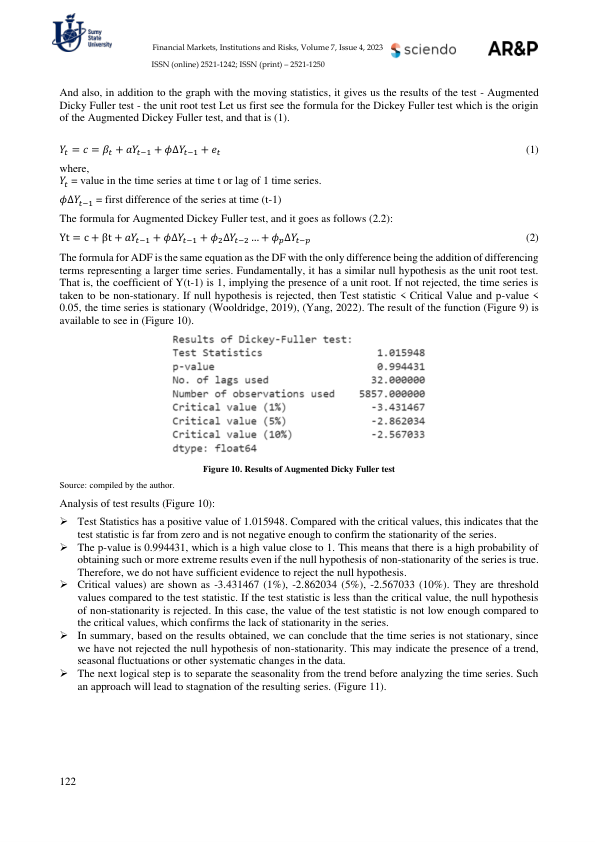 Sumy
State
University
Financial Markets, Institutions and Risks, Volume 7, Issue 4, 2023
sciendo
AR&P
ISSN (online) 2521-1242; ISSN (print) – 2521-1250
And also, in addition to the graph with the moving statistics, it gives us the results of the test - Augmented
Dicky Fuller test - the unit root test Let us first see the formula for the Dickey Fuller test which is the origin
of the Augmented Dickey Fuller test, and that is (1).
Y_t = c = β_t + aY_{t−1} + ϕΔY_{t−1} + e_t (1)
where,
Y_t = value in the time series at time t or lag of 1 time series.
ϕΔY_{t−1} = first difference of the series at time (t-1)
The formula for Augmented Dickey Fuller test, and it goes as follows (2.2):
Yt = c + βt + aY_{t−1} + ϕΔY_{t−1} + ϕ_2ΔY_{t−2} … + ϕ_pΔY_{t−p} (2)
The formula for ADF is the same equation as the DF with the only difference being the addition of differencing
terms representing a larger time series. Fundamentally, it has a similar null hypothesis as the unit root test.
That is, the coefficient of Y(t-1) is 1, implying the presence of a unit root. If not rejected, the time series is
taken to be non-stationary. If null hypothesis is rejected, then Test statistic < Critical Value and p-value <
0.05, the time series is stationary (Wooldridge, 2019), (Yang, 2022). The result of the function (Figure 9) is
available to see in (Figure 10).
Results of Dickey-Fuller test:
Test Statistics 1.015948
p-value 0.994431
No. of lags used 32.000000
Number of observations used 5857.000000
Critical value (1%) -3.431467
Critical value (5%) -2.862034
Critical value (10%) -2.567033
dtype: float64
Figure 10. Results of Augmented Dicky Fuller test
Source: compiled by the author.
Analysis of test results (Figure 10):
➢ Test Statistics has a positive value of 1.015948. Compared with the critical values, this indicates that the
test statistic is far from zero and is not negative enough to confirm the stationarity of the series.
➢ The p-value is 0.994431, which is a high value close to 1. This means that there is a high probability of
obtaining such or more extreme results even if the null hypothesis of non-stationarity of the series is true.
Therefore, we do not have sufficient evidence to reject the null hypothesis.
➢ Critical values) are shown as -3.431467 (1%), -2.862034 (5%), -2.567033 (10%). They are threshold
values compared to the test statistic. If the test statistic is less than the critical value, the null hypothesis
of non-stationarity is rejected. In this case, the value of the test statistic is not low enough compared to
the critical values, which confirms the lack of stationarity in the series.
➢ In summary, based on the results obtained, we can conclude that the time series is not stationary, since
we have not rejected the null hypothesis of non-stationarity. This may indicate the presence of a trend,
seasonal fluctuations or other systematic changes in the data.
➢ The next logical step is to separate the seasonality from the trend before analyzing the time series. Such
an approach will lead to stagnation of the resulting series. (Figure 11).
122